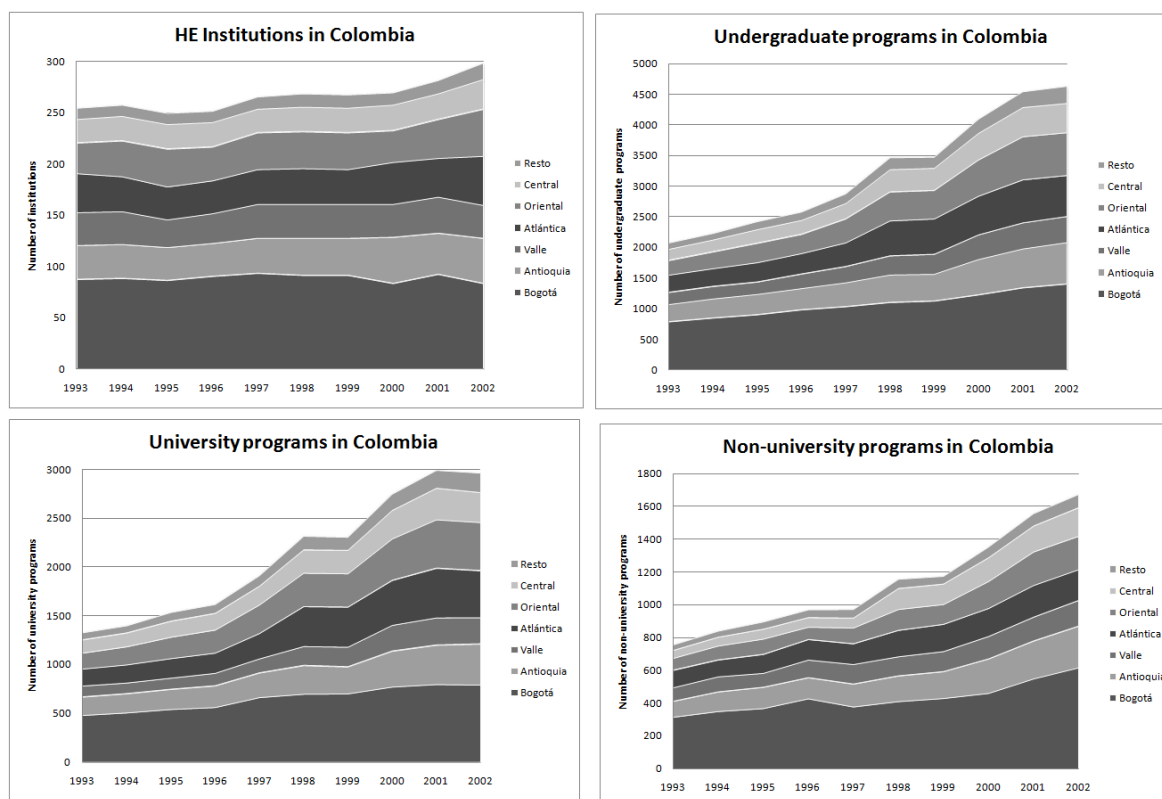 HE Institutions in Colombia
Number of institutions
300
250
200
150
100
50
0
1993 1994 1995 1996 1997 1998 1999 2000 2001 2002
Resto
Central
Oriental
Atlántica
Valle
Antioquia
Bogotá
Undergraduate programs in Colombia
Number of undergraduate programs
5000
4500
4000
3500
3000
2500
2000
1500
1000
500
0
1993 1994 1995 1996 1997 1998 1999 2000 2001 2002
Resto
Central
Oriental
Atlántica
Valle
Antioquia
Bogotá
University programs in Colombia
Number of university programs
3000
2500
2000
1500
1000
500
0
1993 1994 1995 1996 1997 1998 1999 2000 2001 2002
Resto
Central
Oriental
Atlántica
Valle
Antioquia
Bogotá
Non-university programs in Colombia
Number of non-university programs
1800
1600
1400
1200
1000
800
600
400
200
0
1993 1994 1995 1996 1997 1998 1999 2000 2001 2002
Resto
Central
Oriental
Atlántica
Valle
Antioquia
Bogotá